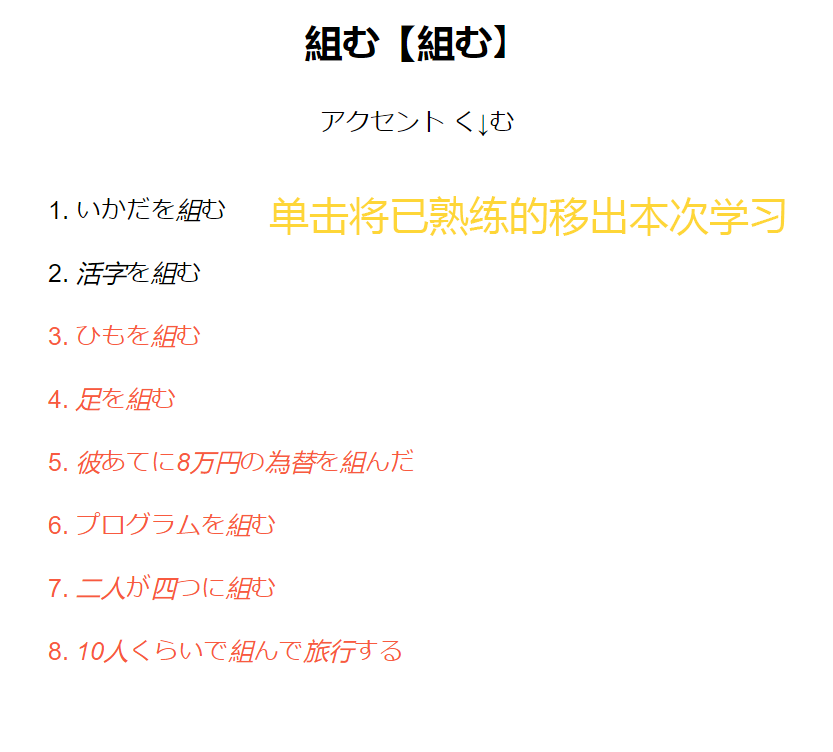 組む【組む】
アクセント く↓む
1. いかだを組む
单击将已熟练的移出本次学习
2. 活字を組む
3. ひもを組む
4. 足を組む
5. 彼あてに8万円の為替を組んだ
6. プログラムを組む
7. 二人が四つに組む
8. 10人くらいで組んで旅行する